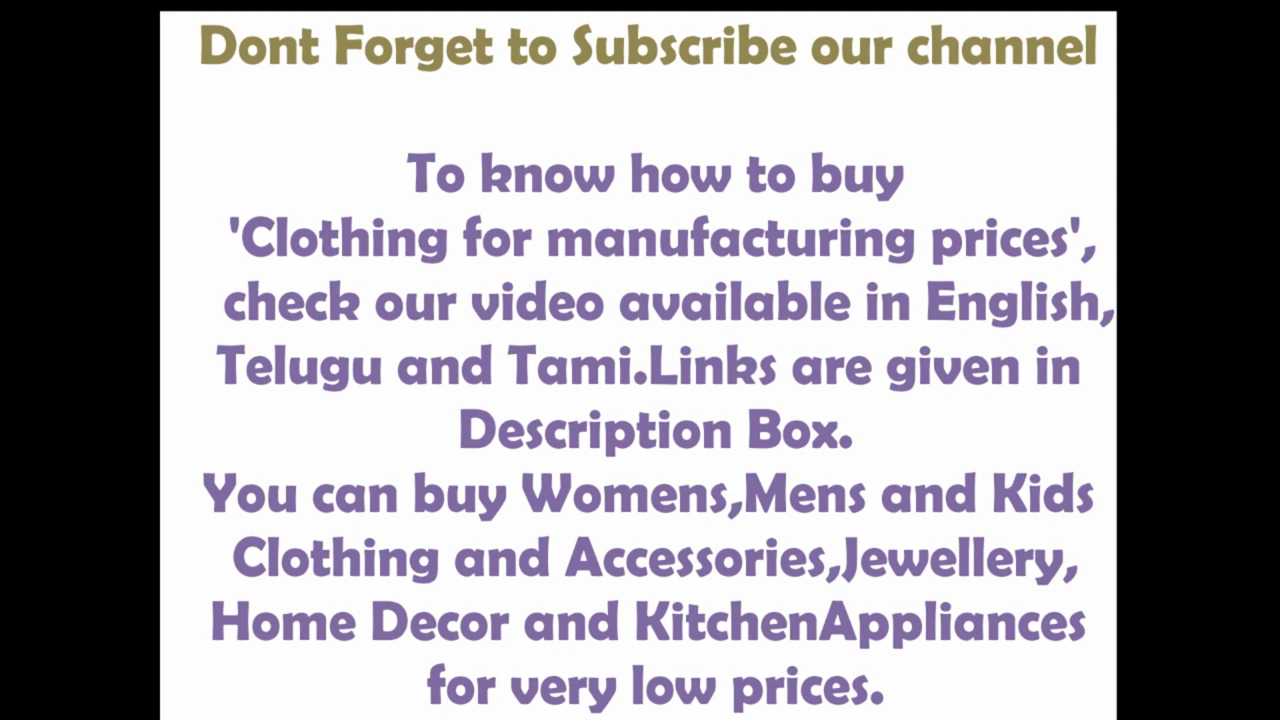 Dont Forget to Subscribe our channel
To know how to buy
'Clothing for manufacturing prices',
check our video available in English,
Telugu and Tami.Links are given in
Description Box.
You can buy Womens,Mens and Kids
Clothing and Accessories,Jewellery,
Home Decor and KitchenAppliances
for very low prices.